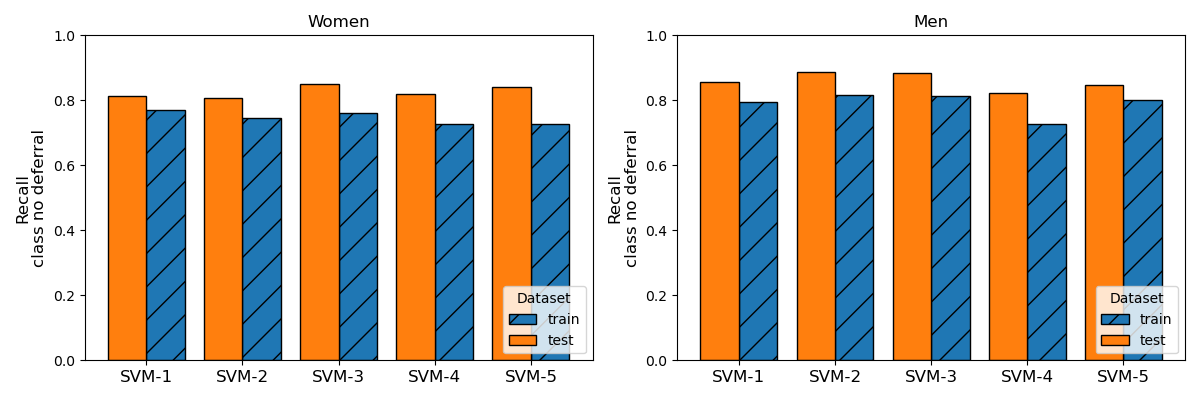 Women
1.0
0.8
0.6
0.4
0.2
0.0
Recall
class no deferral
SVM-1 SVM-2 SVM-3 SVM-4 SVM-5
Dataset
train
test
Men
1.0
0.8
0.6
0.4
0.2
0.0
Recall
class no deferral
SVM-1 SVM-2 SVM-3 SVM-4 SVM-5
Dataset
train
test